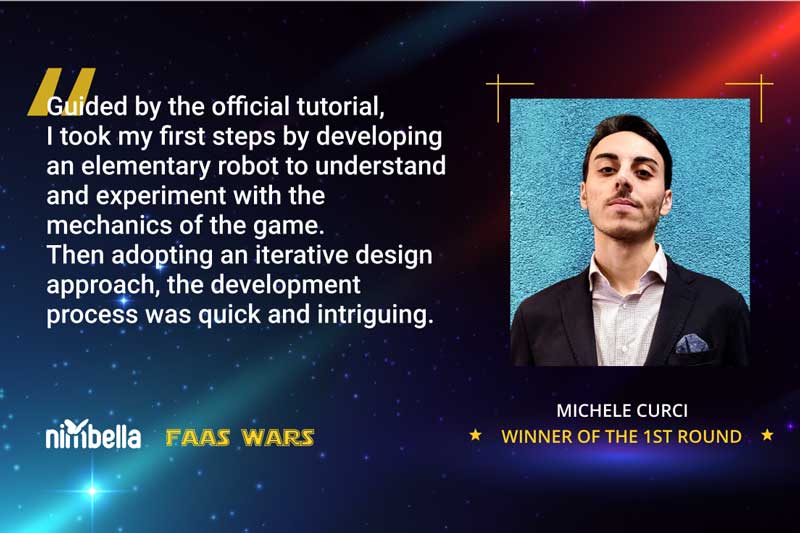 Guided by the official tutorial,
I took my first steps by developing
an elementary robot to understand
and experiment with the
mechanics of the game.
Then adopting an iterative design
approach, the development
process was quick and intriguing.
nimbella
FAAS WARS
MICHELE CURCI
WINNER OF THE 1ST ROUND